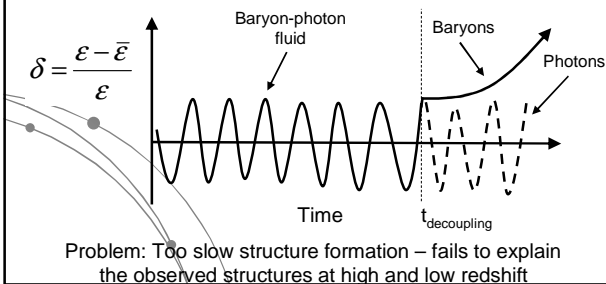 Baryon-photon
fluid
Baryons
Photons
δ = (ε − ε̅) / ε
Time
t_decoupling
Problem: Too slow structure formation – fails to explain
the observed structures at high and low redshift